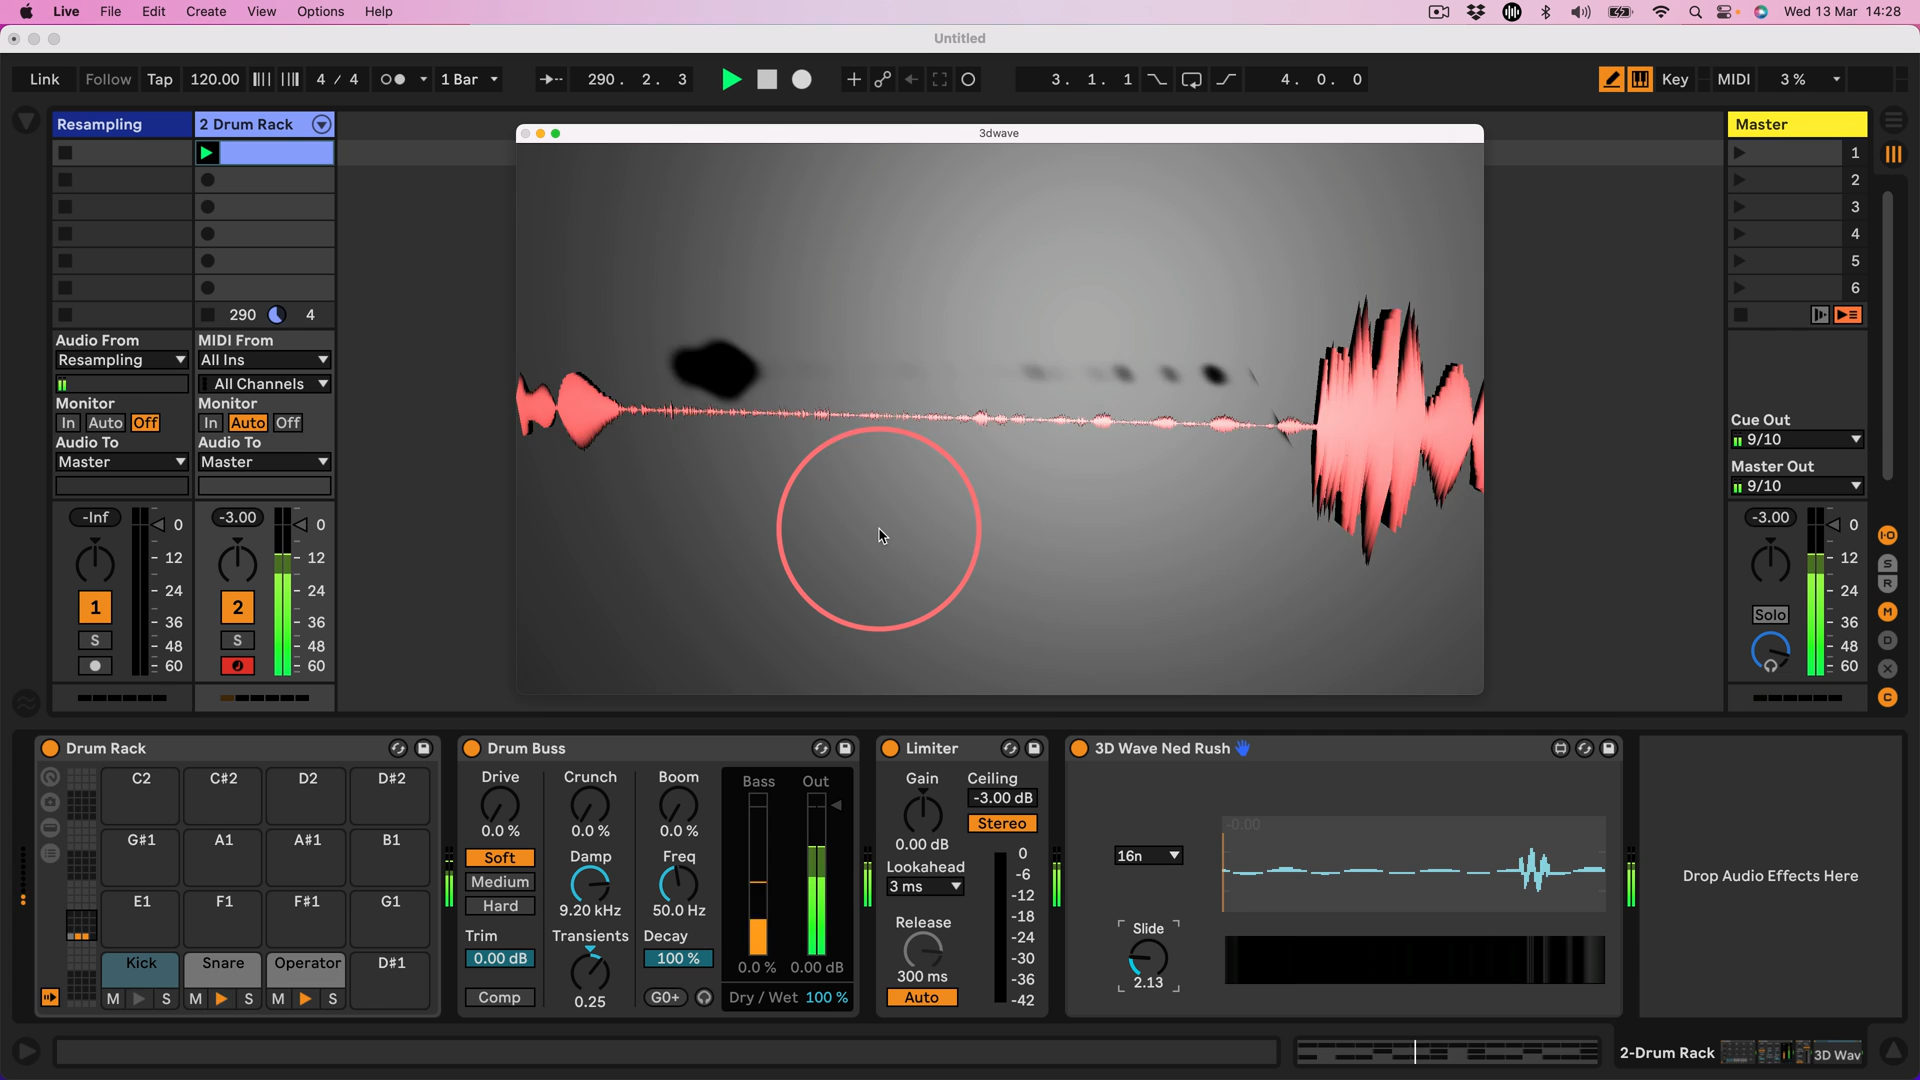 Live File Edit Create View Options Help Wed 13 Mar 14:28
Untitled
Link Follow Tap 120.00 4 / 4 1 Bar 290. 2. 3 3. 1. 1 4. 0. 0 Key MIDI 3 %
Resampling 2 Drum Rack Master
3dwave
1
2
3
4
5
6
290 4
Audio From MIDI From
Resampling All Ins
All Channels
Monitor Monitor
In Auto Off In Auto Off
Audio To Audio To
Master Master
Cue Out
9/10
Master Out
9/10
-Inf 0 -3.00 0 -3.00 0
12 12 12
24 24 24
1 2
36 36 36
Solo
S S
48 48 48
60 60 60
I-O
S
R
M
D
X
C
Drum Rack Drum Buss Limiter 3D Wave Ned Rush
C2 C#2 D2 D#2
G#1 A1 A#1 B1
E1 F1 F#1 G1
Kick Snare Operator D#1
M S M S M S
Drive Crunch Boom Bass Out
0.0 % 0.0 % 0.0 %
Soft Damp Freq
Medium
Hard 9.20 kHz 50.0 Hz
Trim Transients Decay
0.00 dB 100 %
0.0 % 0.00 dB
Comp 0.25 Dry / Wet 100 %
Gain Ceiling
-3.00 dB
Stereo
0.00 dB
Lookahead
3 ms
Release
300 ms
Auto
0
-6
-12
-18
-24
-30
-36
-42
-0.00
16n
Slide
2.13
Drop Audio Effects Here
2-Drum Rack 3D Wav